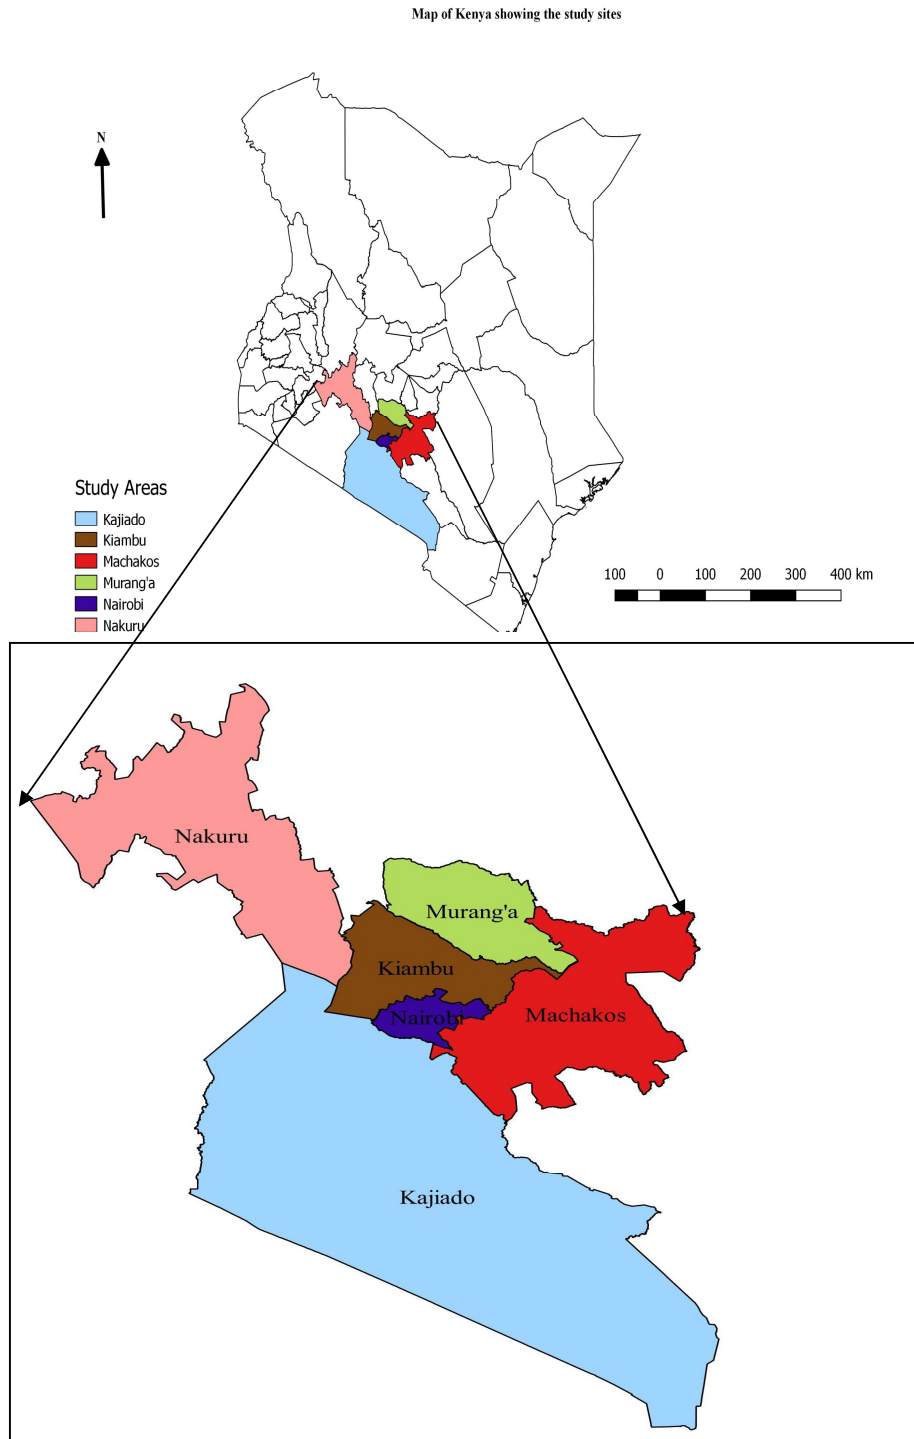 Map of Kenya showing the study sites
N
Study Areas
Kajiado
Kiambu
Machakos
Murang'a
Nairobi
Nakuru
100 0 100 200 300 400 km
Nakuru
Murang'a
Kiambu
Nairobi
Machakos
Kajiado